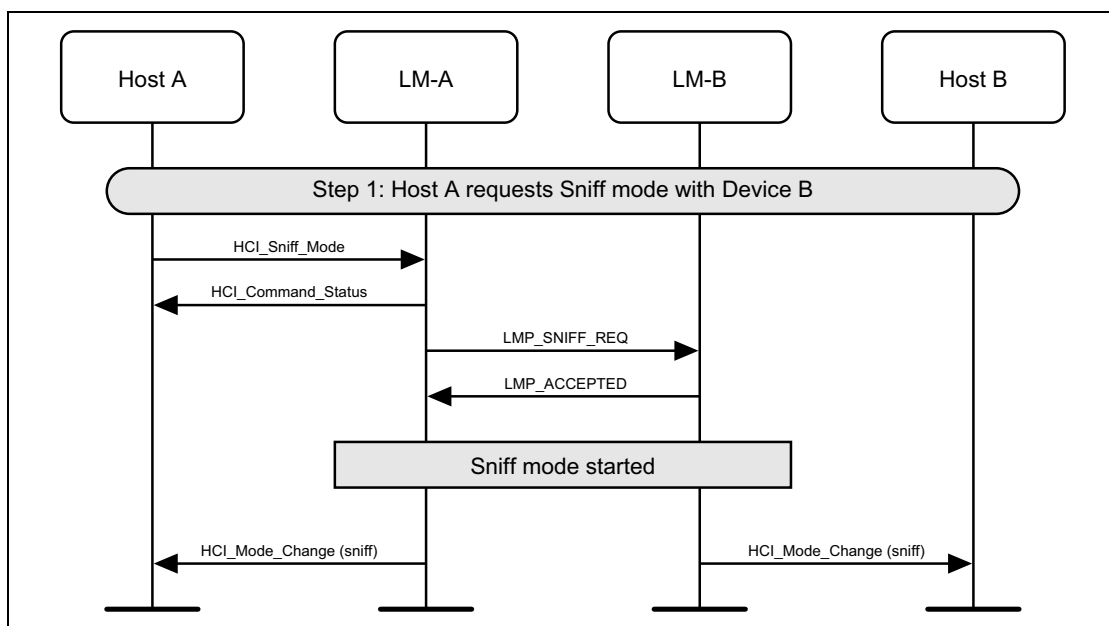 Host A
LM-A
LM-B
Host B
Step 1: Host A requests Sniff mode with Device B
HCI_Sniff_Mode
HCI_Command_Status
LMP_SNIFF_REQ
LMP_ACCEPTED
Sniff mode started
HCI_Mode_Change (sniff)
HCI_Mode_Change (sniff)